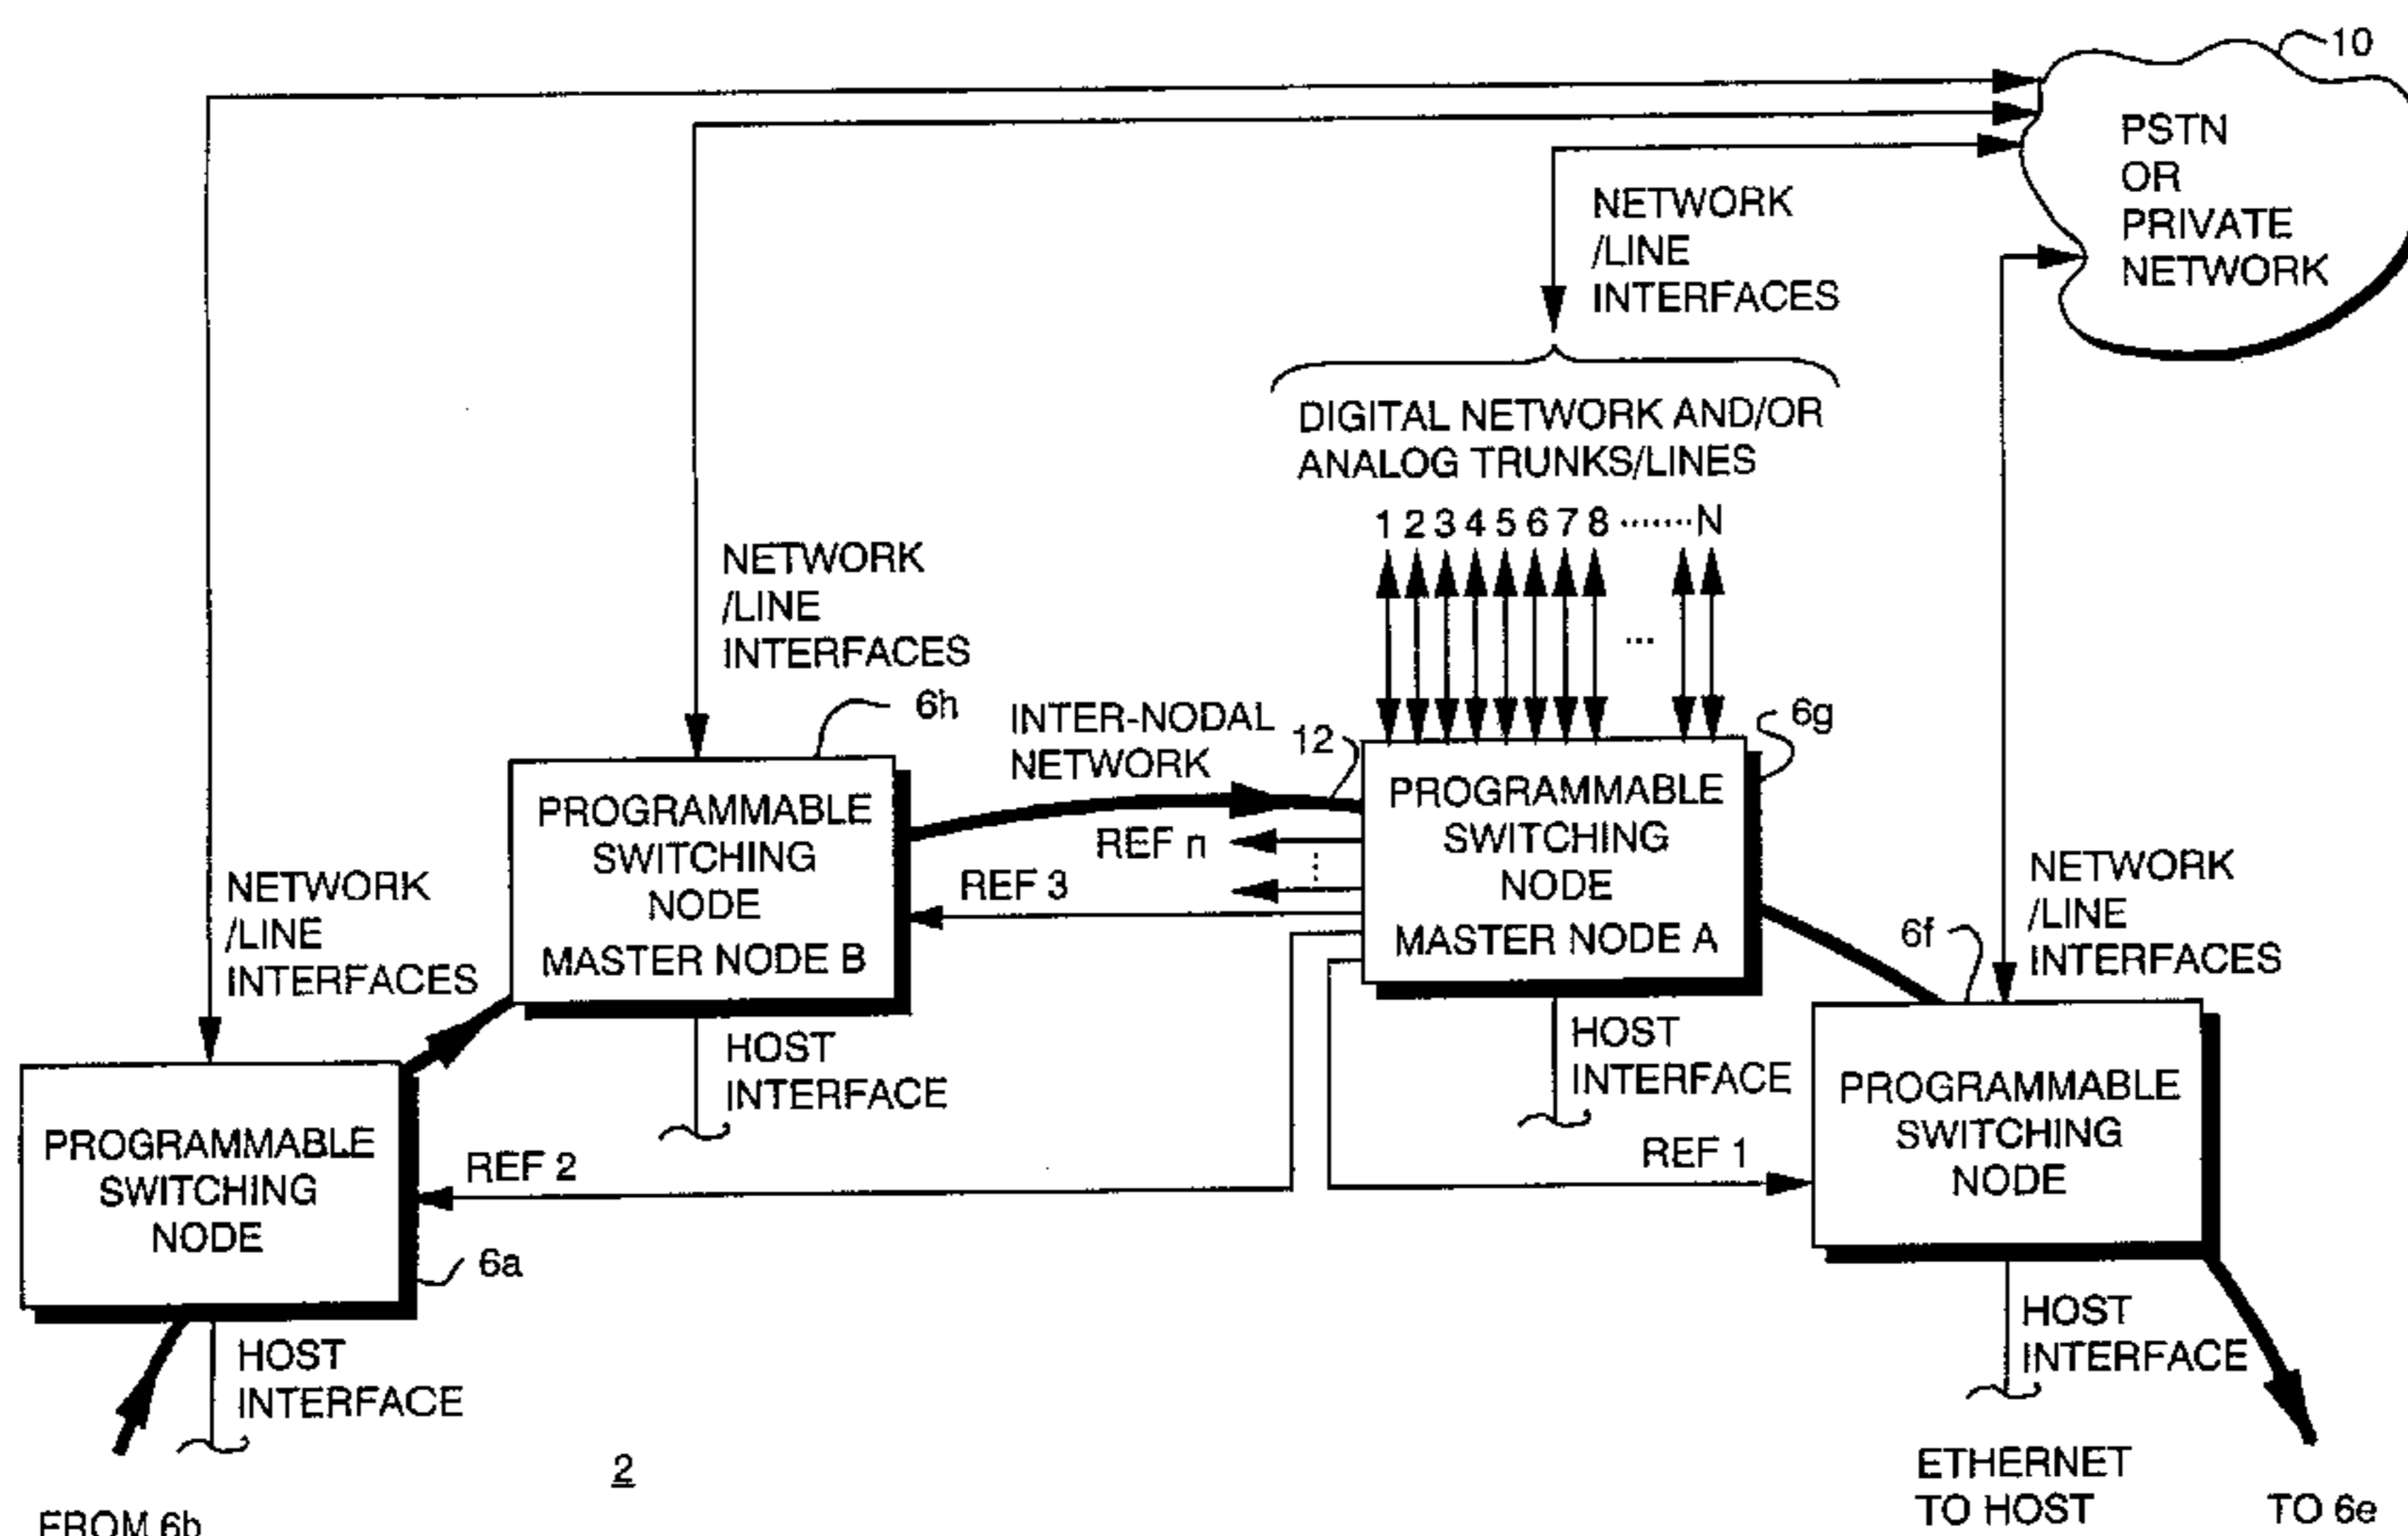 10
PSTN
OR
PRIVATE
NETWORK
NETWORK
/LINE
INTERFACES
DIGITAL NETWORK AND/OR
ANALOG TRUNKS/LINES
1 2 3 4 5 6 7 8 ....... N
...
NETWORK
/LINE
INTERFACES
6h
INTER-NODAL
NETWORK
12
6g
PROGRAMMABLE
SWITCHING
NODE
MASTER NODE B
REF n
REF 3
PROGRAMMABLE
SWITCHING
NODE
MASTER NODE A
NETWORK
/LINE
INTERFACES
NETWORK
/LINE
INTERFACES
6f
HOST
INTERFACE
HOST
INTERFACE
PROGRAMMABLE
SWITCHING
NODE
6a
REF 2
REF 1
PROGRAMMABLE
SWITCHING
NODE
HOST
INTERFACE
HOST
INTERFACE
2
ETHERNET
TO HOST
TO 6e
FROM 6b